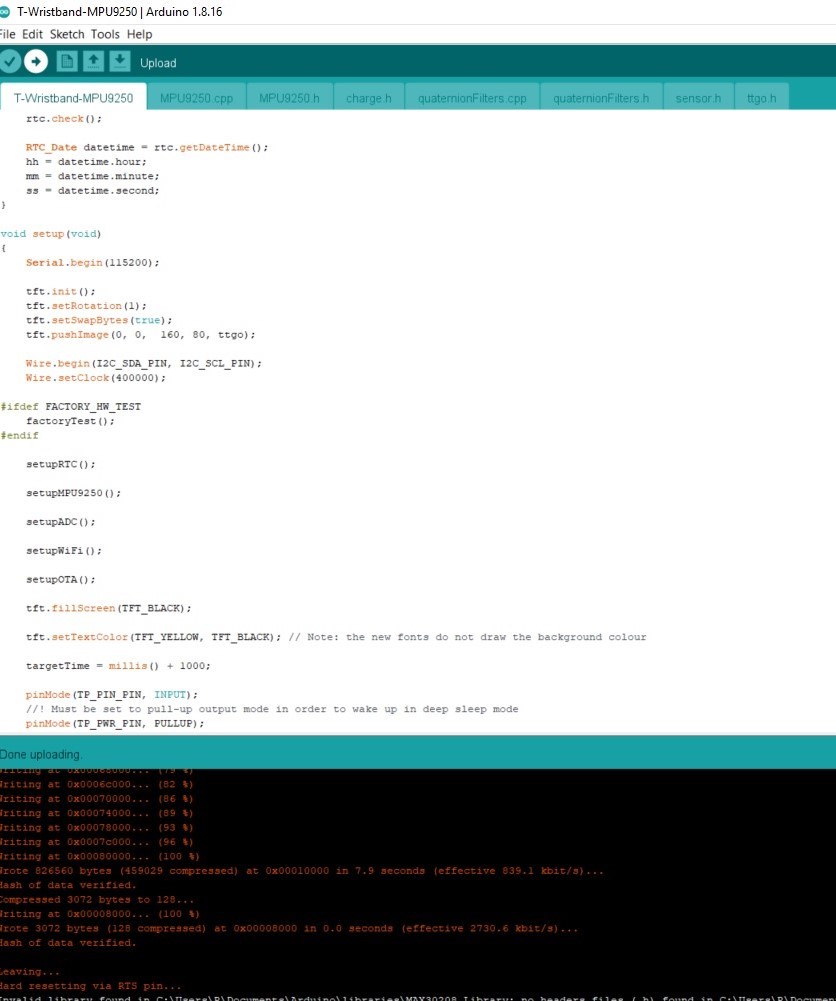 T-Wristband-MPU9250 | Arduino 1.8.16
File Edit Sketch Tools Help
Upload
T-Wristband-MPU9250 MPU9250.cpp MPU9250.h charge.h quaternionFilters.cpp quaternionFilters.h sensor.h ttgo.h
rtc.check();
RTC_Date datetime = rtc.getDateTime();
hh = datetime.hour;
mm = datetime.minute;
ss = datetime.second;
}
void setup(void)
{
Serial.begin(115200);
tft.init();
tft.setRotation(1);
tft.setSwapBytes(true);
tft.pushImage(0, 0,  160, 80, ttgo);
Wire.begin(I2C_SDA_PIN, I2C_SCL_PIN);
Wire.setClock(400000);
#ifdef FACTORY_HW_TEST
factoryTest();
#endif
setupRTC();
setupMPU9250();
setupADC();
setupWiFi();
setupOTA();
tft.fillScreen(TFT_BLACK);
tft.setTextColor(TFT_YELLOW, TFT_BLACK); // Note: the new fonts do not draw the background colour
targetTime = millis() + 1000;
pinMode(TP_PIN_PIN, INPUT);
//! Must be set to pull-up output mode in order to wake up in deep sleep mode
pinMode(TP_PWR_PIN, PULLUP);
Done uploading.
Writing at 0x00068000... (79 %)
Writing at 0x0006c000... (82 %)
Writing at 0x00070000... (86 %)
Writing at 0x00074000... (89 %)
Writing at 0x00078000... (93 %)
Writing at 0x0007c000... (96 %)
Writing at 0x00080000... (100 %)
Wrote 826560 bytes (459029 compressed) at 0x00010000 in 7.9 seconds (effective 839.1 kbit/s)...
Hash of data verified.
Compressed 3072 bytes to 128...
Writing at 0x00008000... (100 %)
Wrote 3072 bytes (128 compressed) at 0x00008000 in 0.0 seconds (effective 2730.6 kbit/s)...
Hash of data verified.
Leaving...
Hard resetting via RTS pin...
Invalid library found in C:\Users\P\Documents\Arduino\libraries\MAX30208 Library: no headers files (.h) found in C:\Users\P\Docum